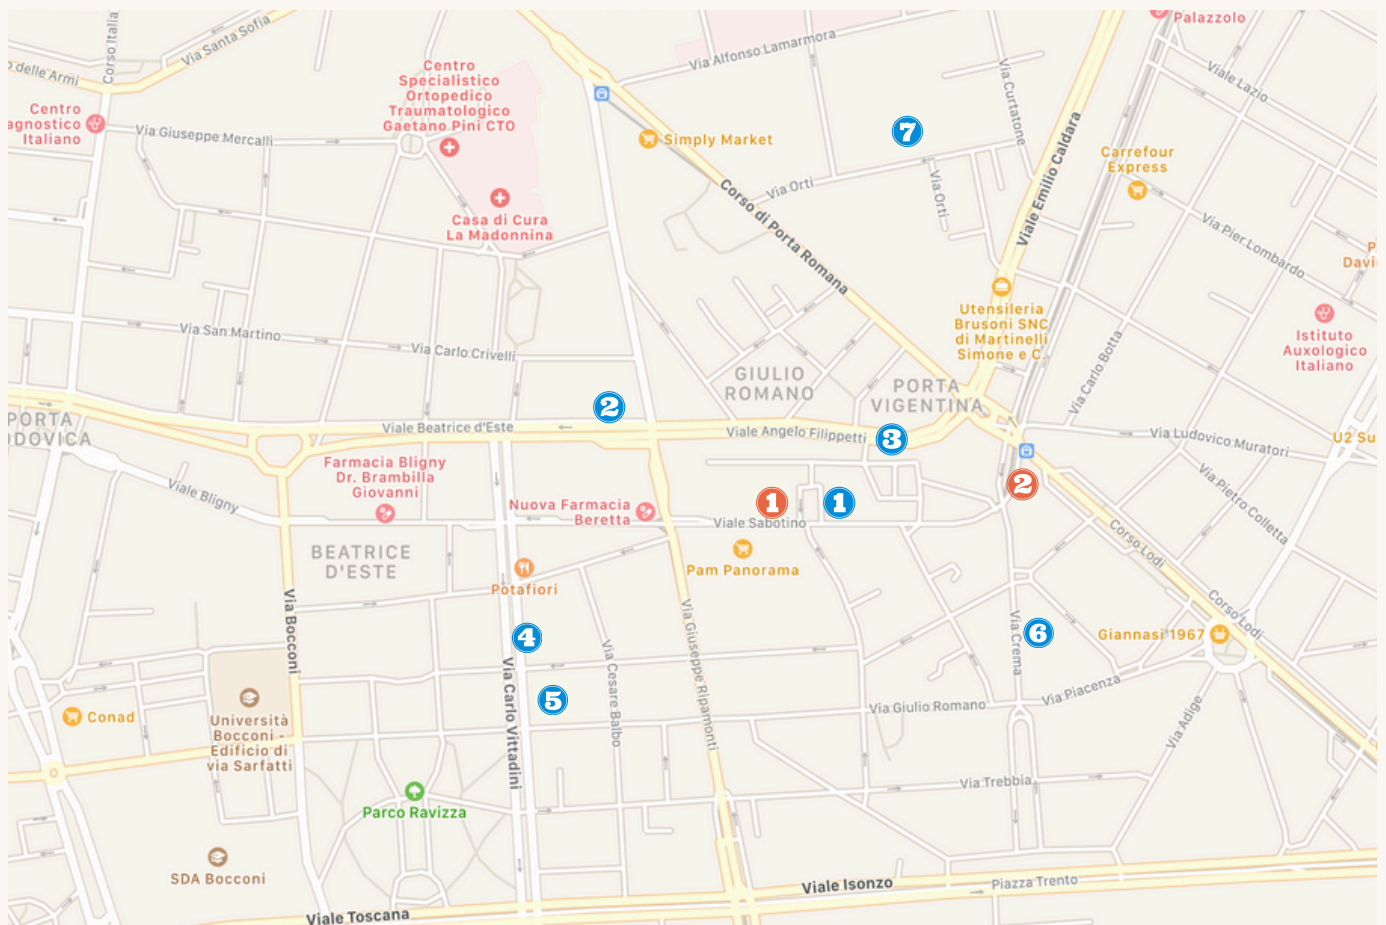 Palazzolo
Via Santa Sofia
Corso Italia
Via Alfonso Lamarmora
delle Armi
Centro
Specialistico
Ortopedico
Traumatologico
Gaetano Pini CTO
Via Curtatone
Viale Lazio
Centro
agnostico
Italiano
Via Giuseppe Mercalli
Simply Market
7
Viale Emilio Caldara
Carrefour
Express
Via Orti
Via Orti
Corso di Porta Romana
Casa di Cura
La Madonnina
Via Pier Lombardo
P
Davi
Utensileria
Brusoni SNC
di Martinelli
Simone e C.
Istituto
Auxologico
Italiano
Via San Martino
Via Carlo Crivelli
GIULIO
ROMANO
PORTA
VIGENTINA
Via Carlo Botta
2
PORTA
ODOVICA
Viale Beatrice d'Este
Viale Angelo Filippetti
3
Via Ludovico Muratori
U2 Su
Farmacia Bligny
Dr. Brambilla
Giovanni
Viale Bligny
Nuova Farmacia
Beretta
1
1
2
Viale Sabotino
Via Pietro Colletta
Corso Lodi
BEATRICE
D'ESTE
Pam Panorama
Potafiori
Via Bocconi
Via Giuseppe Ripamonti
Via Crema
Corso Lodi
4
6
Giannasi 1967
Via Cesare Balbo
Via Carlo Vittadini
5
Via Piacenza
Via Giulio Romano
Via Adige
Conad
Università
Bocconi -
Edificio di
via Sarfatti
Via Trebbia
Parco Ravizza
SDA Bocconi
Viale Isonzo
Piazza Trento
Viale Toscana